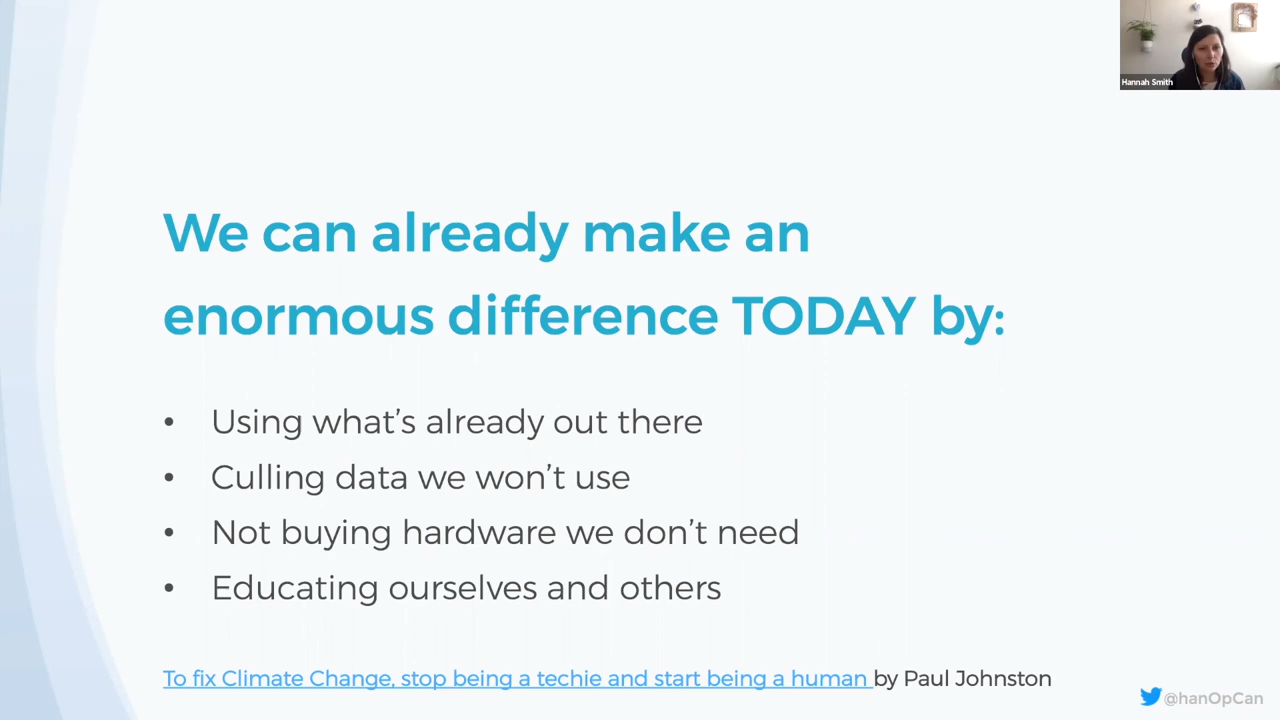 Hannah Smith
We can already make an
enormous difference TODAY by:
• Using what’s already out there
• Culling data we won’t use
• Not buying hardware we don’t need
• Educating ourselves and others
To fix Climate Change, stop being a techie and start being a human by Paul Johnston
@hanOpCan